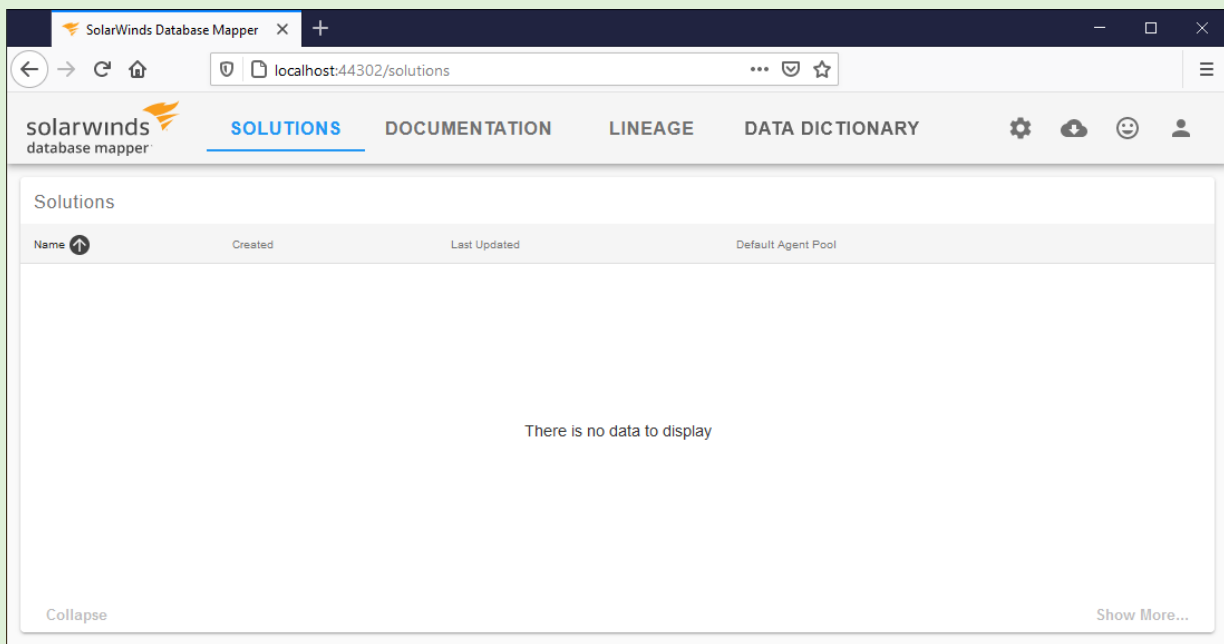 SolarWinds Database Mapper
localhost:44302/solutions
solarwinds
database mapper
SOLUTIONS DOCUMENTATION LINEAGE DATA DICTIONARY
Solutions
Name Created Last Updated Default Agent Pool
There is no data to display
Collapse Show More...